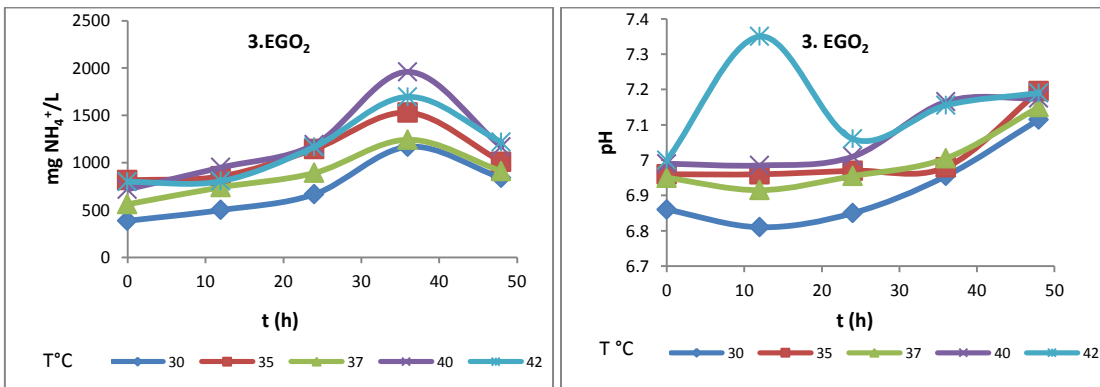 3.EGO₂
mg NH₄⁺/L
2500
2000
1500
1000
500
0
0 10 20 30 40 50
t (h)
T°C 30 35 37 40 42
3. EGO₂
pH
7.4
7.3
7.2
7.1
7
6.9
6.8
6.7
0 10 20 30 40 50
t (h)
T °C 30 35 37 40 42